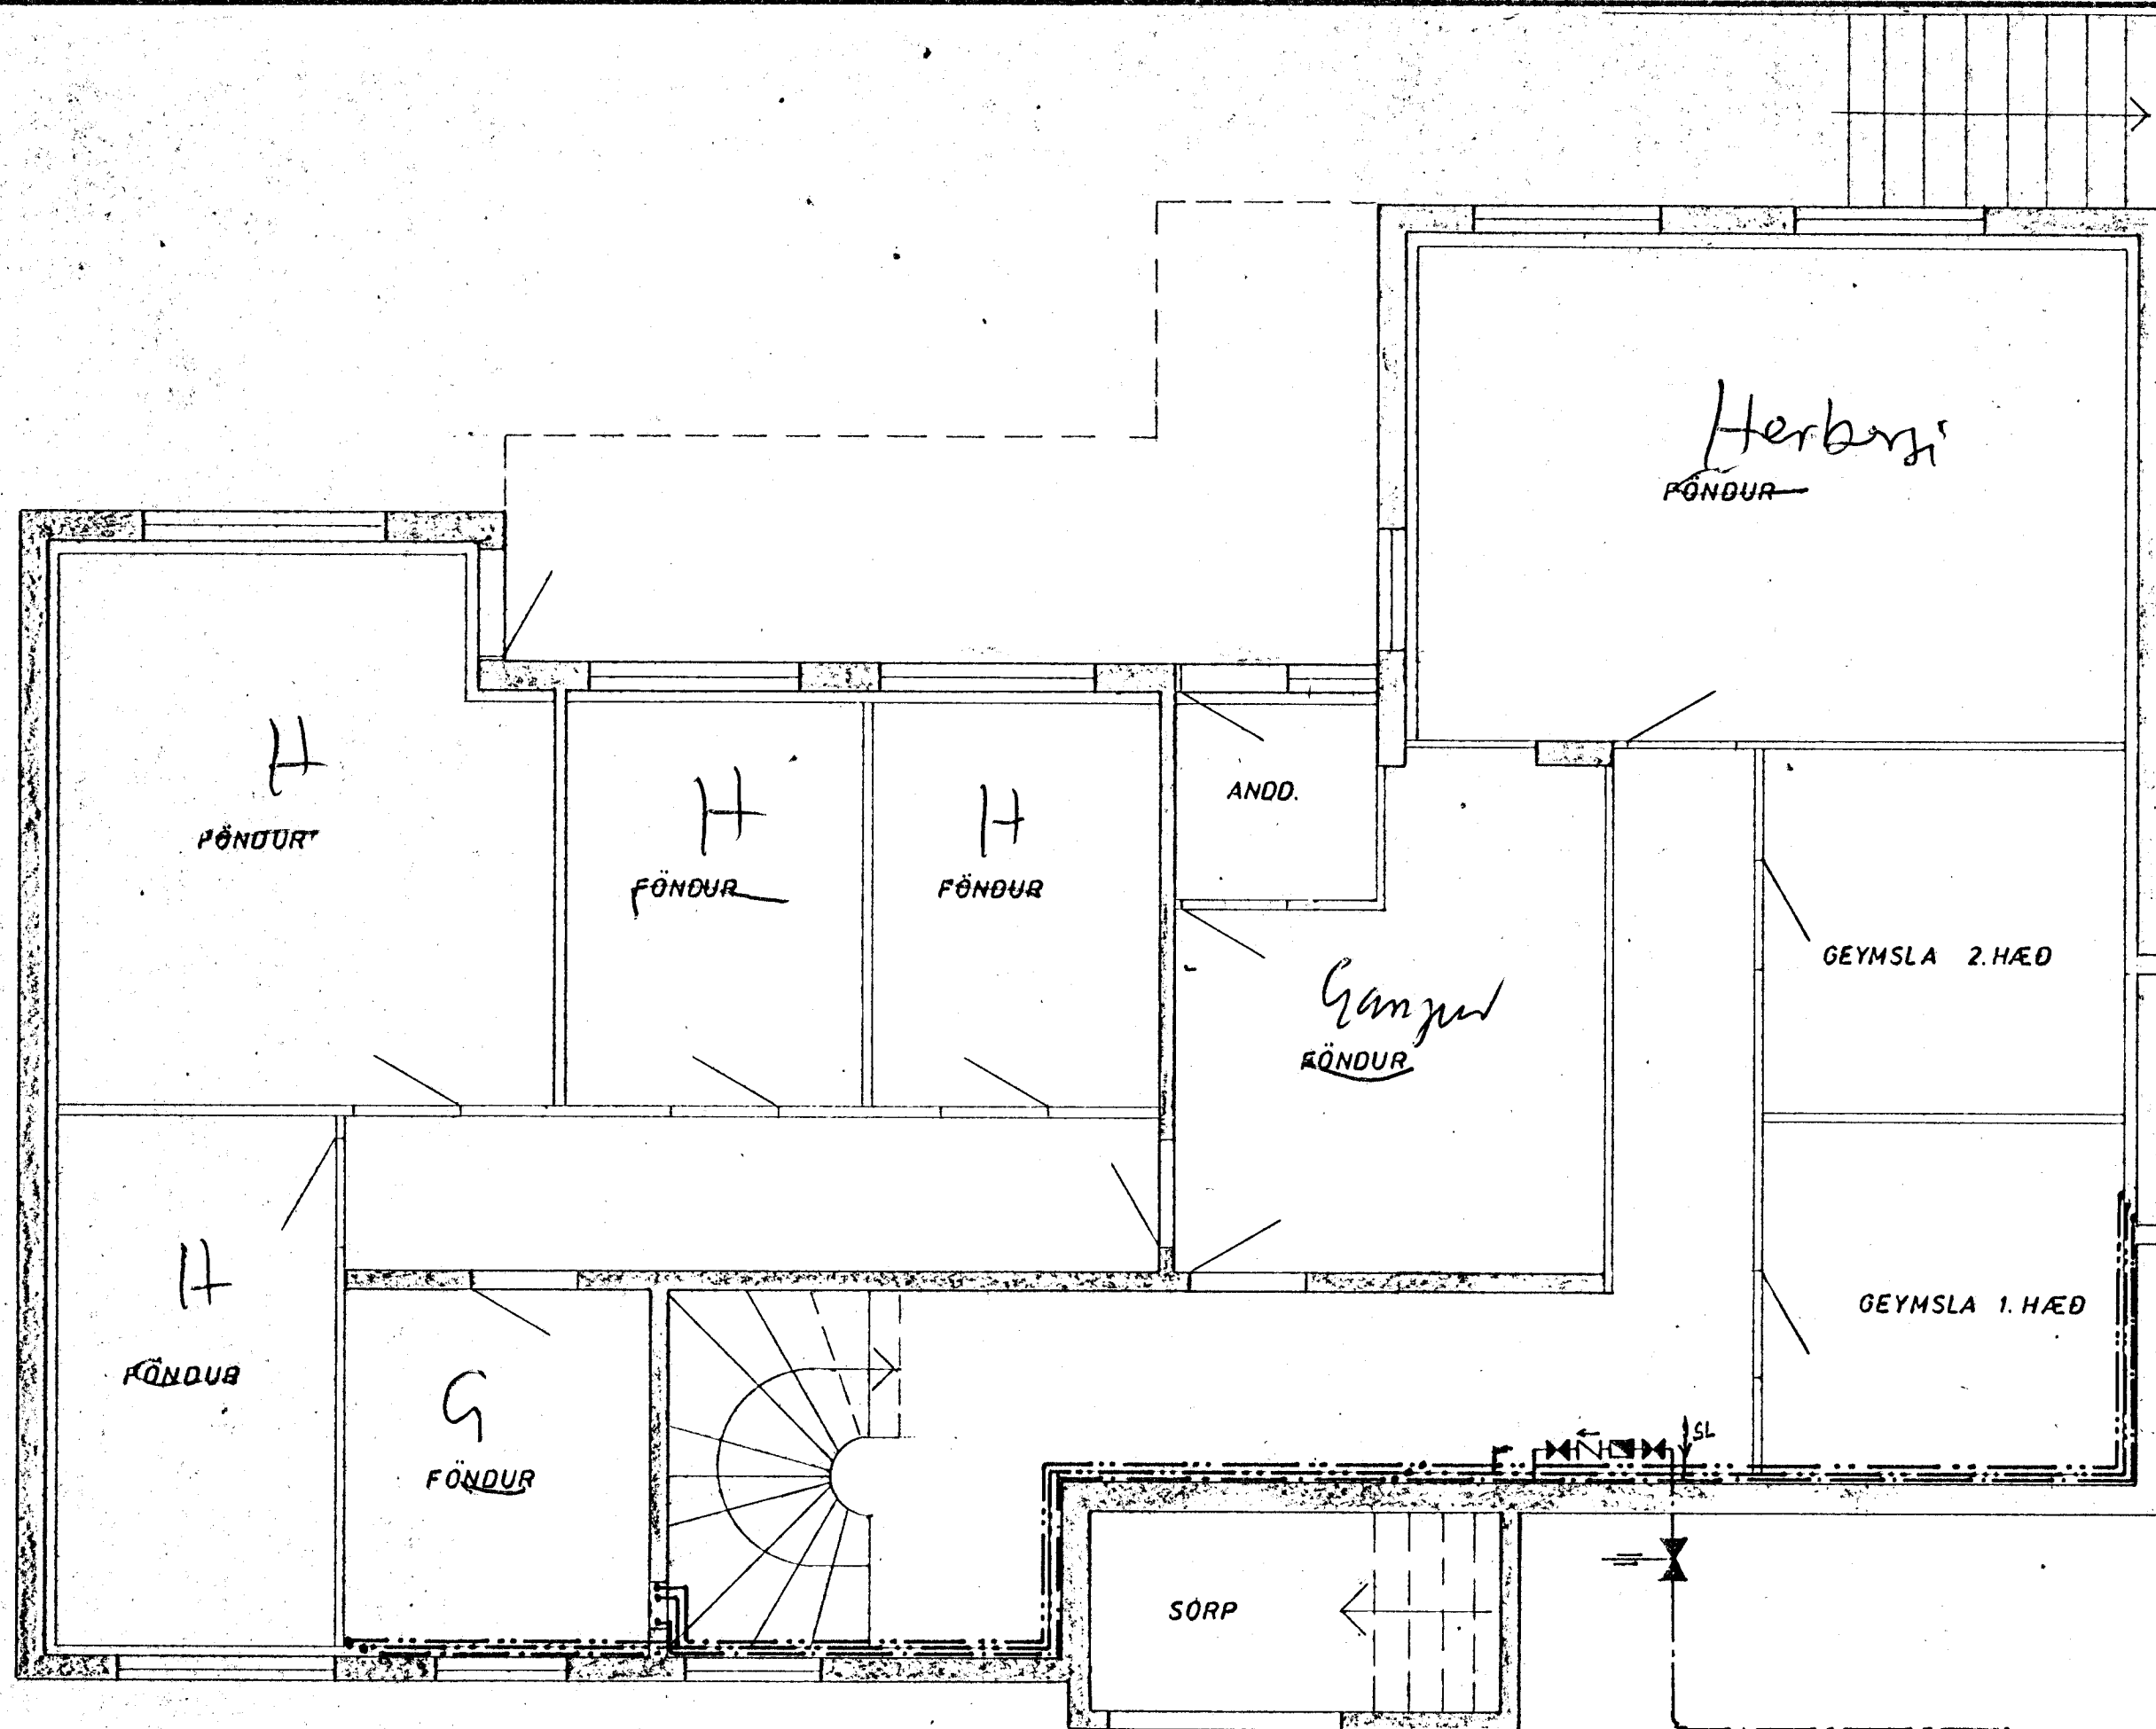 Herbergi
FÖNDUR
H
FÖNDUR
H
FÖNDUR
H
FÖNDUR
ANDD.
GEYMSLA 2. HÆÐ
Gangur
FÖNDUR
H
FÖNDUR
G
FÖNDUR
GEYMSLA 1. HÆÐ
SL
SORP